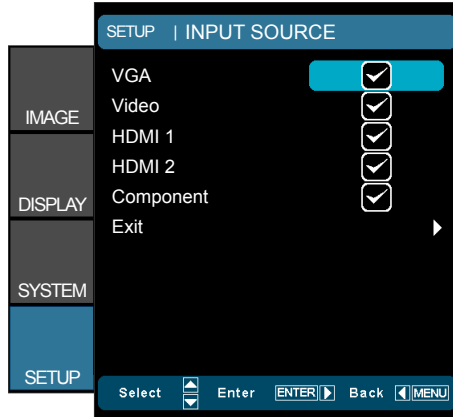 SETUP | INPUT SOURCE
VGA
Video
HDMI 1
HDMI 2
Component
Exit
IMAGE
DISPLAY
SYSTEM
SETUP
Select Enter ENTER Back MENU